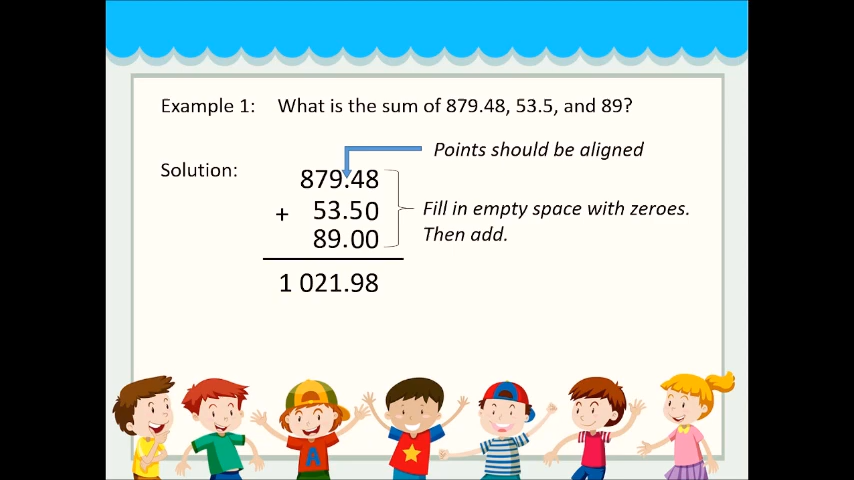 Example 1: What is the sum of 879.48, 53.5, and 89?
Points should be aligned
Solution:
879.48
+ 53.50
89.00
Fill in empty space with zeroes.
Then add.
1 021.98
A